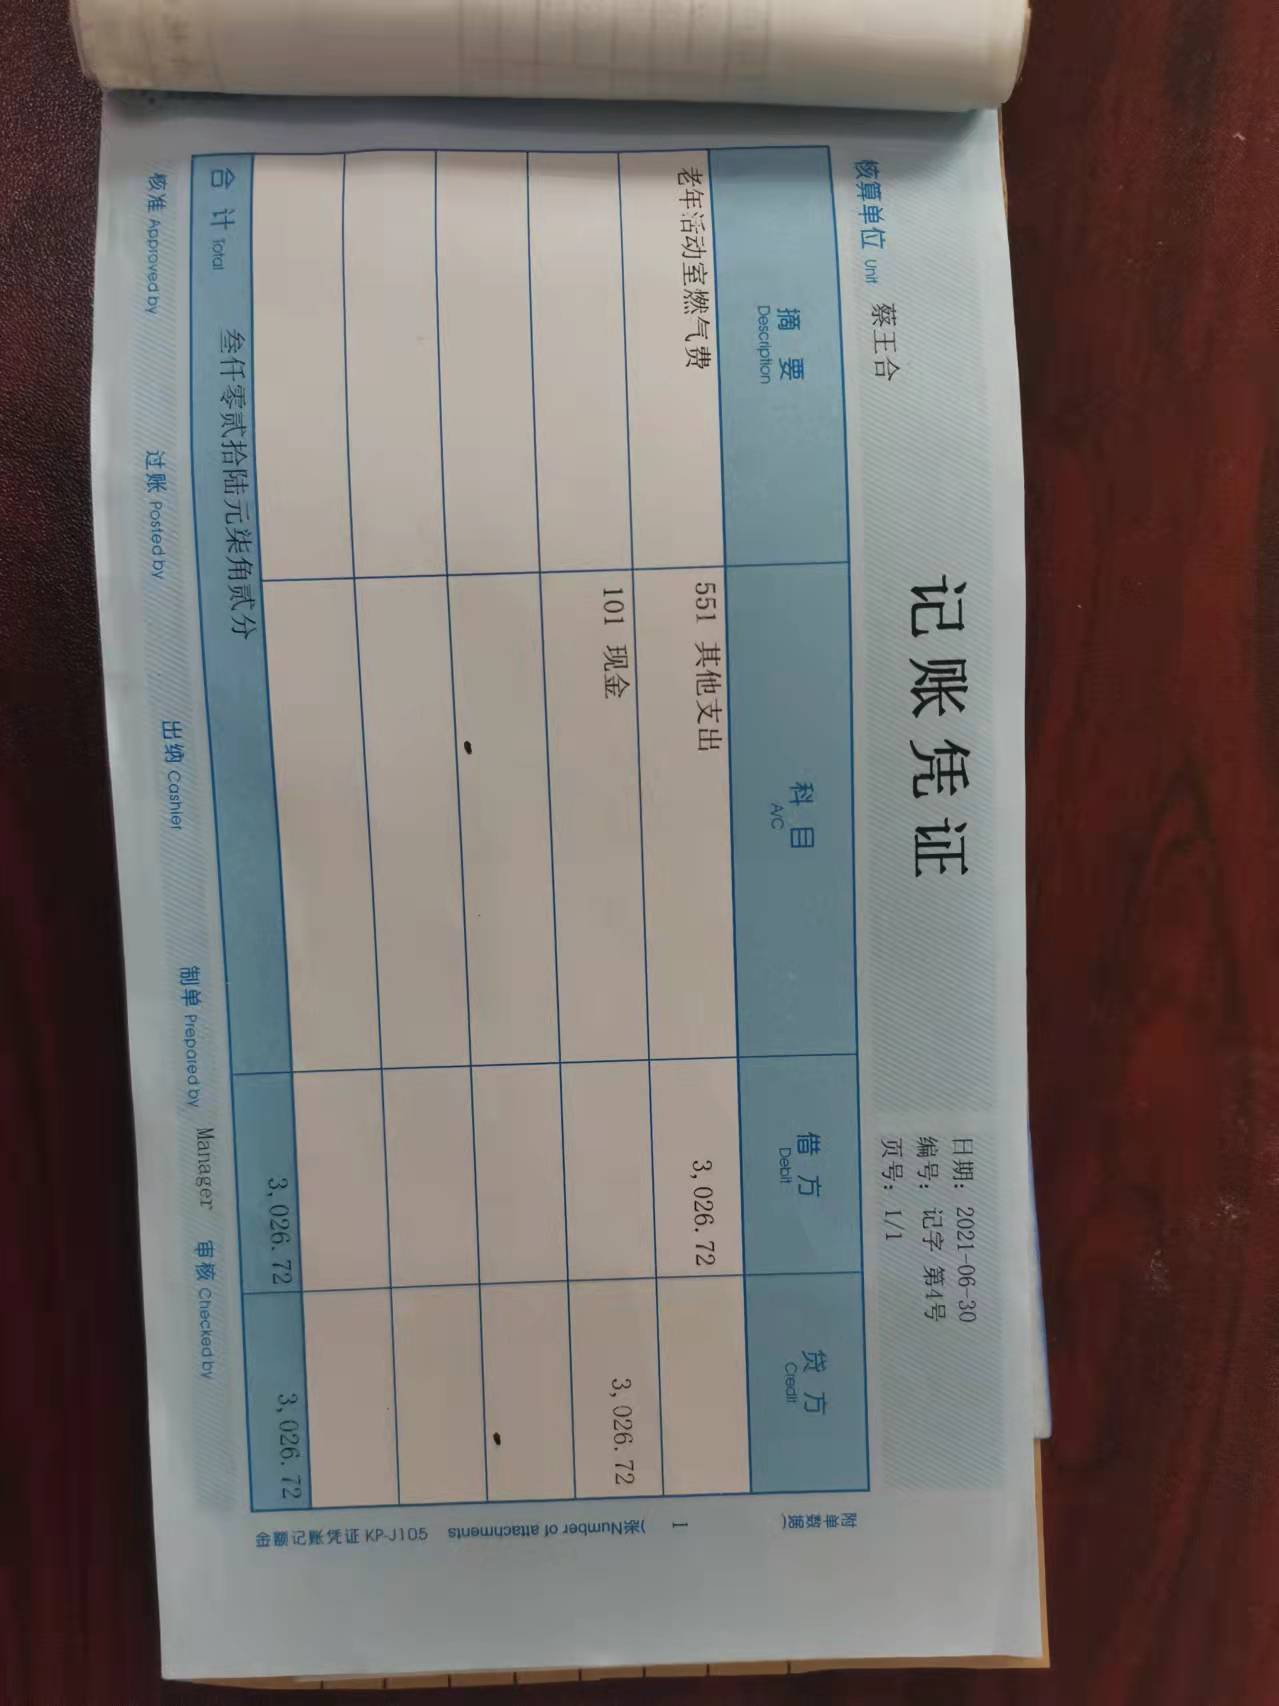 记账凭证
日期： 2021-06-30
编号： 记字 第4号
页号： 1/1
核算单位 Unit 蔡王合
摘要 Description 科目 A/C 借方 Debit 贷方 Credit
老年活动室燃气费 551 其他支出 3,026.72
101 现金 3,026.72
合计 Total 叁仟零贰拾陆元柒角贰分 3,026.72 3,026.72
核准 Approved by 过账 Posted by 出纳 Cashier 制单 Prepared by Manager 审核 Checked by
附单数据( 1 )张Number of attachments
金额记账凭证 KP-J105